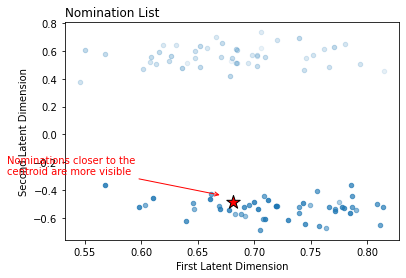 Nomination List
0.8
0.6
0.4
0.2
0.0
−0.2
−0.4
−0.6
Second Latent Dimension
Nominations closer to the
centroid are more visible
0.55 0.60 0.65 0.70 0.75 0.80
First Latent Dimension